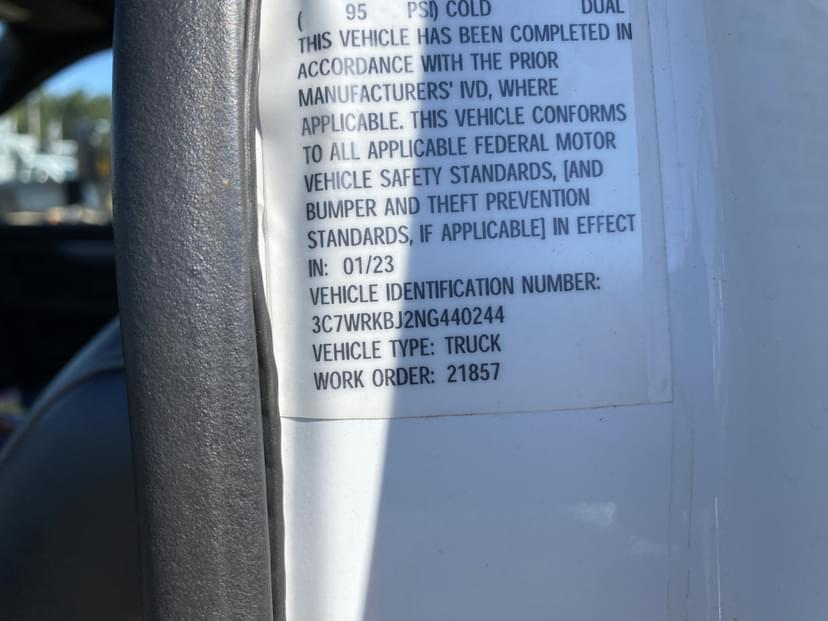 ( 95 PSI) COLD DUAL
THIS VEHICLE HAS BEEN COMPLETED IN
ACCORDANCE WITH THE PRIOR
MANUFACTURERS' IVD, WHERE
APPLICABLE. THIS VEHICLE CONFORMS
TO ALL APPLICABLE FEDERAL MOTOR
VEHICLE SAFETY STANDARDS, [AND
BUMPER AND THEFT PREVENTION
STANDARDS, IF APPLICABLE] IN EFFECT
IN: 01/23
VEHICLE IDENTIFICATION NUMBER:
3C7WRKBJ2NG440244
VEHICLE TYPE: TRUCK
WORK ORDER: 21857